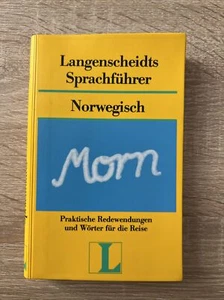 Langenscheidts
Sprachführer
Norwegisch
Morn
Praktische Redewendungen
und Wörter für die Reise
L